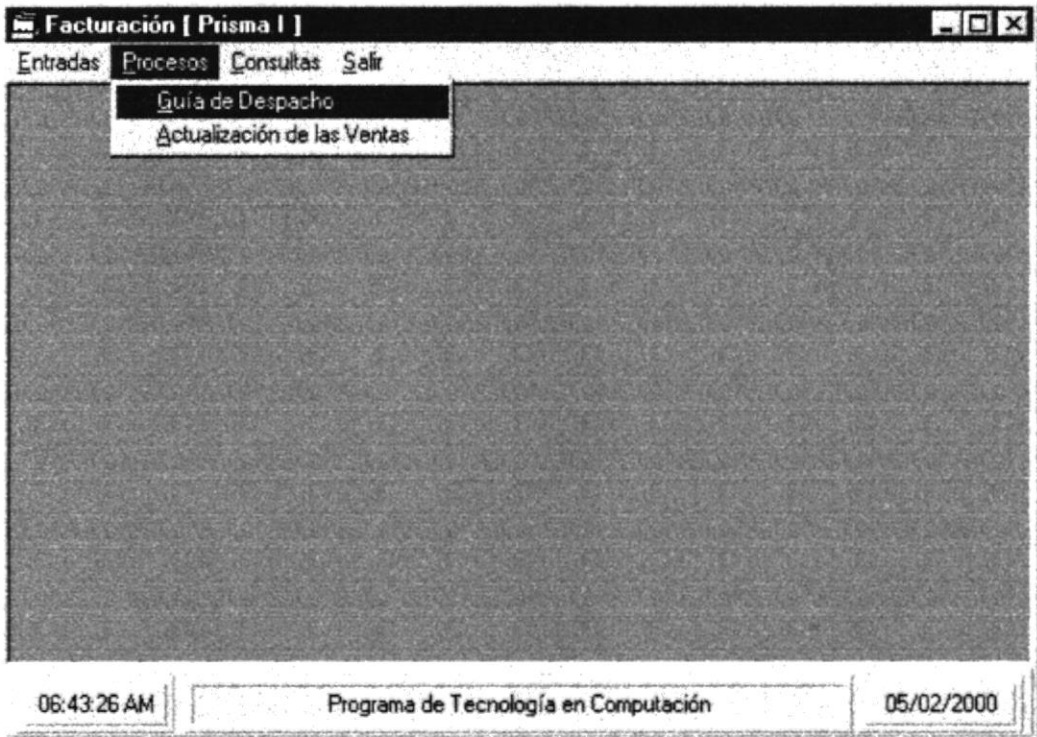 Facturación [ Prisma I ]
Entradas Procesos Consultas Salir
Guía de Despacho
Actualización de las Ventas
06:43:26 AM Programa de Tecnología en Computación 05/02/2000